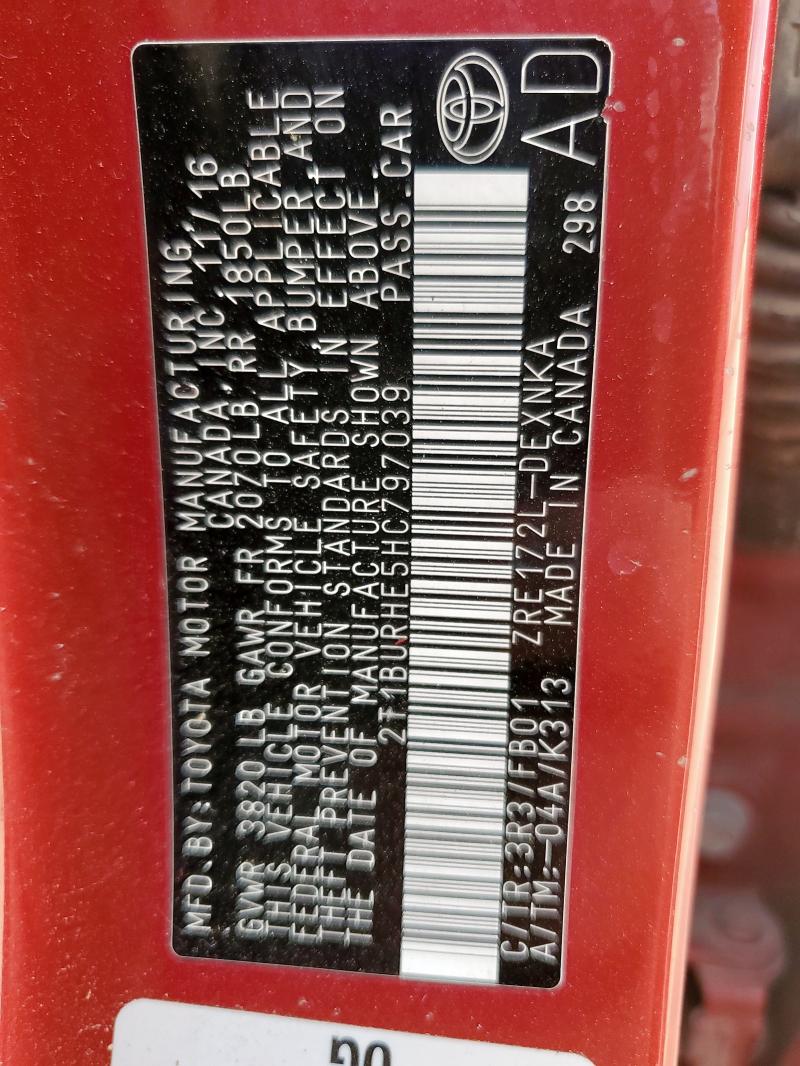 MFD.BY:TOYOTA MOTOR MANUFACTURING
CANADA, INC. 11/16
GVWR 3820LB GAWR FR 2070LB RR 1850LB
THIS VEHICLE CONFORMS TO ALL APPLICABLE
FEDERAL MOTOR VEHICLE SAFETY, BUMPER AND
THEFT PREVENTION STANDARDS IN EFFECT ON
THE DATE OF MANUFACTURE SHOWN ABOVE.
2T1BURHE5HC797039 PASS.CAR
C/TR:3R3/FB01 ZRE172L-DEXNKA
A/TM:-04A/K313 MADE IN CANADA 298
AD